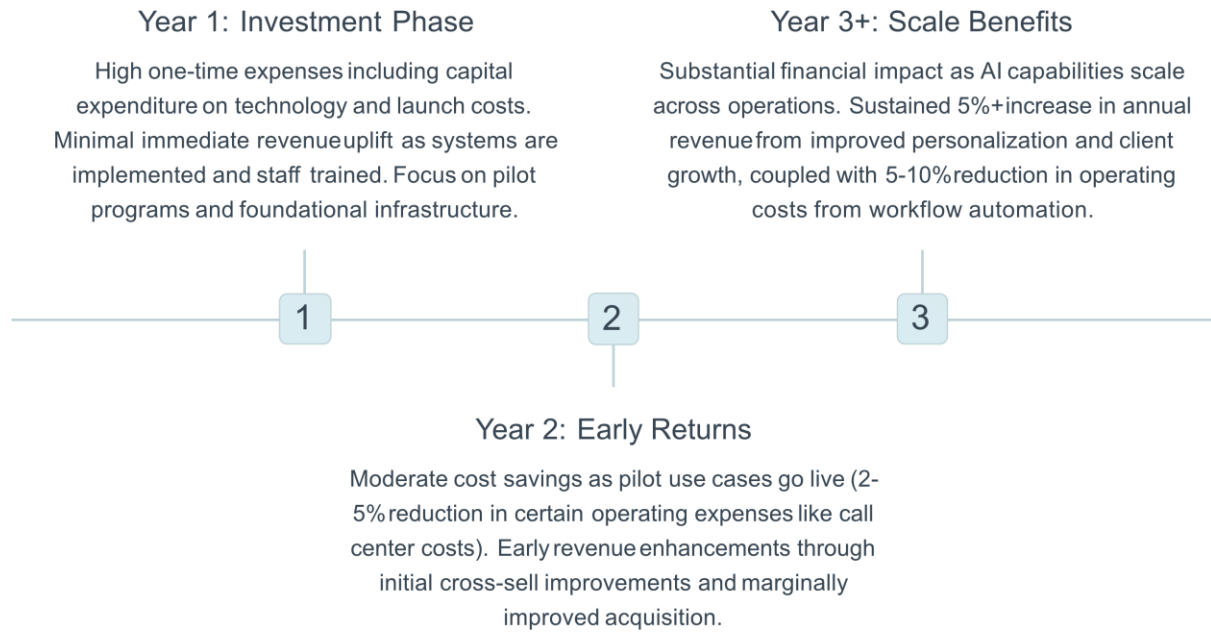 Year 1: Investment Phase
High one-time expenses including capital
expenditure on technology and launch costs.
Minimal immediate revenue uplift as systems are
implemented and staff trained. Focus on pilot
programs and foundational infrastructure.
Year 3+: Scale Benefits
Substantial financial impact as AI capabilities scale
across operations. Sustained 5%+ increase in annual
revenue from improved personalization and client
growth, coupled with 5-10% reduction in operating
costs from workflow automation.
1
2
3
Year 2: Early Returns
Moderate cost savings as pilot use cases go live (2-
5% reduction in certain operating expenses like call
center costs). Early revenue enhancements through
initial cross-sell improvements and marginally
improved acquisition.